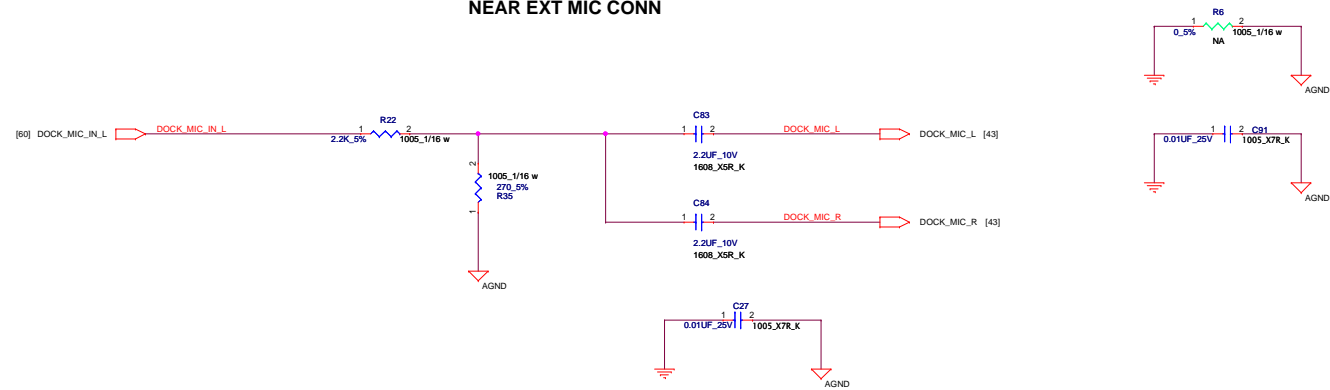 NEAR EXT MIC CONN
R6
1 2
0_5% 1005_1/16 w
NA
AGND
[60] DOCK_MIC_IN_L DOCK_MIC_IN_L
R22
1 2
2.2K_5% 1005_1/16 w
C83
1 2 DOCK_MIC_L DOCK_MIC_L [43]
2.2UF_10V
1608_X5R_K
1 2 C91
0.01UF_25V 1005_X7R_K
AGND
2
1005_1/16 w
270_5%
R35
1
C84
1 2 DOCK_MIC_R DOCK_MIC_R [43]
2.2UF_10V
1608_X5R_K
AGND
C27
1 2
0.01UF_25V 1005_X7R_K
AGND